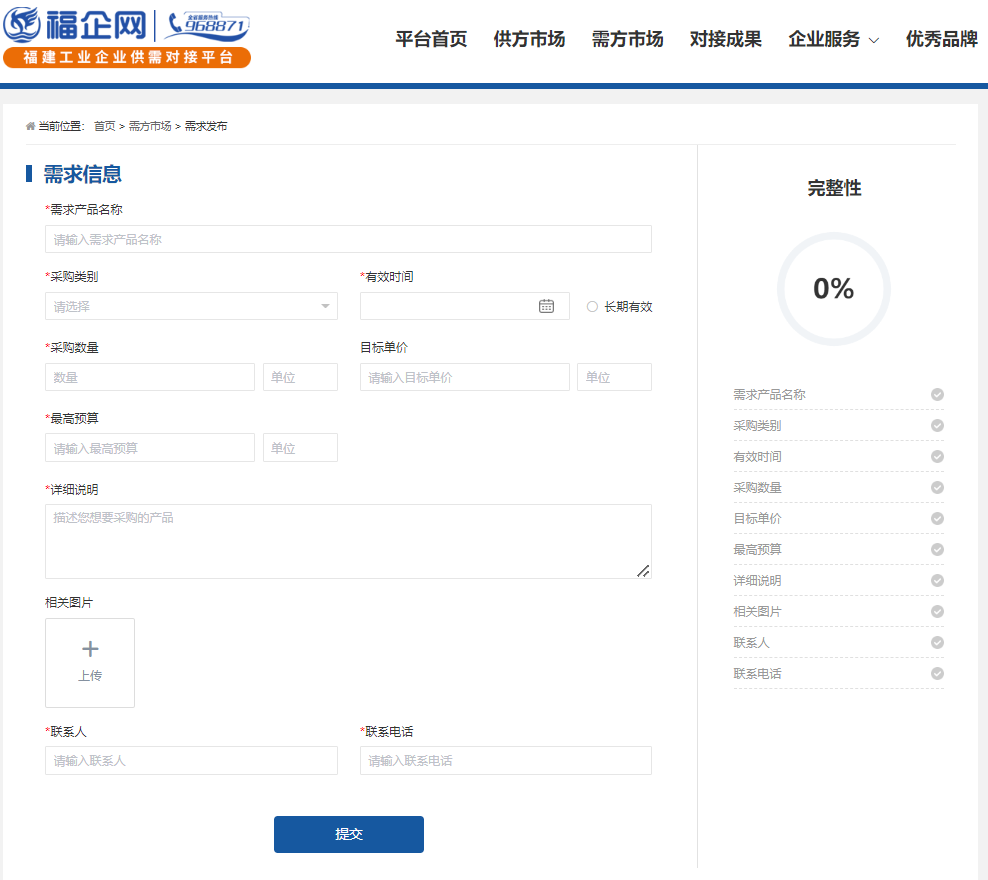 福企网 全省服务热线 968871
福建工业企业供需对接平台
平台首页 供方市场 需方市场 对接成果 企业服务 优秀品牌
当前位置: 首页 > 需方市场 > 需求发布
需求信息
*需求产品名称
请输入需求产品名称
*采购类别 *有效时间
请选择 长期有效
*采购数量 目标单价
数量 单位 请输入目标单价 单位
*最高预算
请输入最高预算 单位
*详细说明
描述您想要采购的产品
相关图片
+
上传
*联系人 *联系电话
请输入联系人 请输入联系电话
提交
完整性
0%
需求产品名称
采购类别
有效时间
采购数量
目标单价
最高预算
详细说明
相关图片
联系人
联系电话